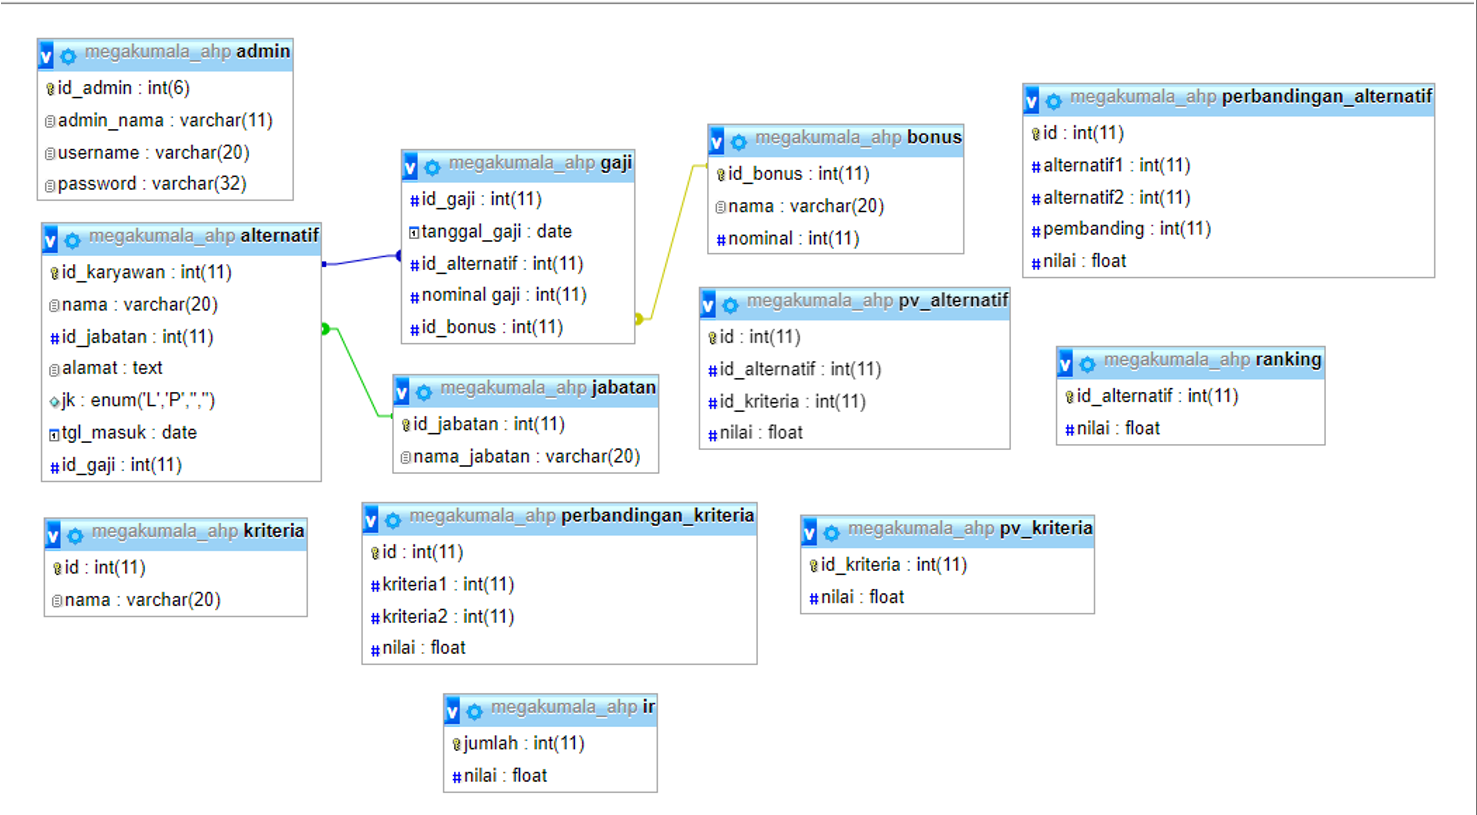 megakumala_ahp admin
id_admin : int(6)
admin_nama : varchar(11)
username : varchar(20)
password : varchar(32)
megakumala_ahp alternatif
id_karyawan : int(11)
nama : varchar(20)
id_jabatan : int(11)
alamat : text
jk : enum('L','P','','')
tgl_masuk : date
id_gaji : int(11)
megakumala_ahp gaji
id_gaji : int(11)
tanggal_gaji : date
id_alternatif : int(11)
nominal gaji : int(11)
id_bonus : int(11)
megakumala_ahp jabatan
id_jabatan : int(11)
nama_jabatan : varchar(20)
megakumala_ahp bonus
id_bonus : int(11)
nama : varchar(20)
nominal : int(11)
megakumala_ahp pv_alternatif
id : int(11)
id_alternatif : int(11)
id_kriteria : int(11)
nilai : float
megakumala_ahp perbandingan_alternatif
id : int(11)
alternatif1 : int(11)
alternatif2 : int(11)
pembanding : int(11)
nilai : float
megakumala_ahp ranking
id_alternatif : int(11)
nilai : float
megakumala_ahp kriteria
id : int(11)
nama : varchar(20)
megakumala_ahp perbandingan_kriteria
id : int(11)
kriteria1 : int(11)
kriteria2 : int(11)
nilai : float
megakumala_ahp pv_kriteria
id_kriteria : int(11)
nilai : float
megakumala_ahp ir
jumlah : int(11)
nilai : float